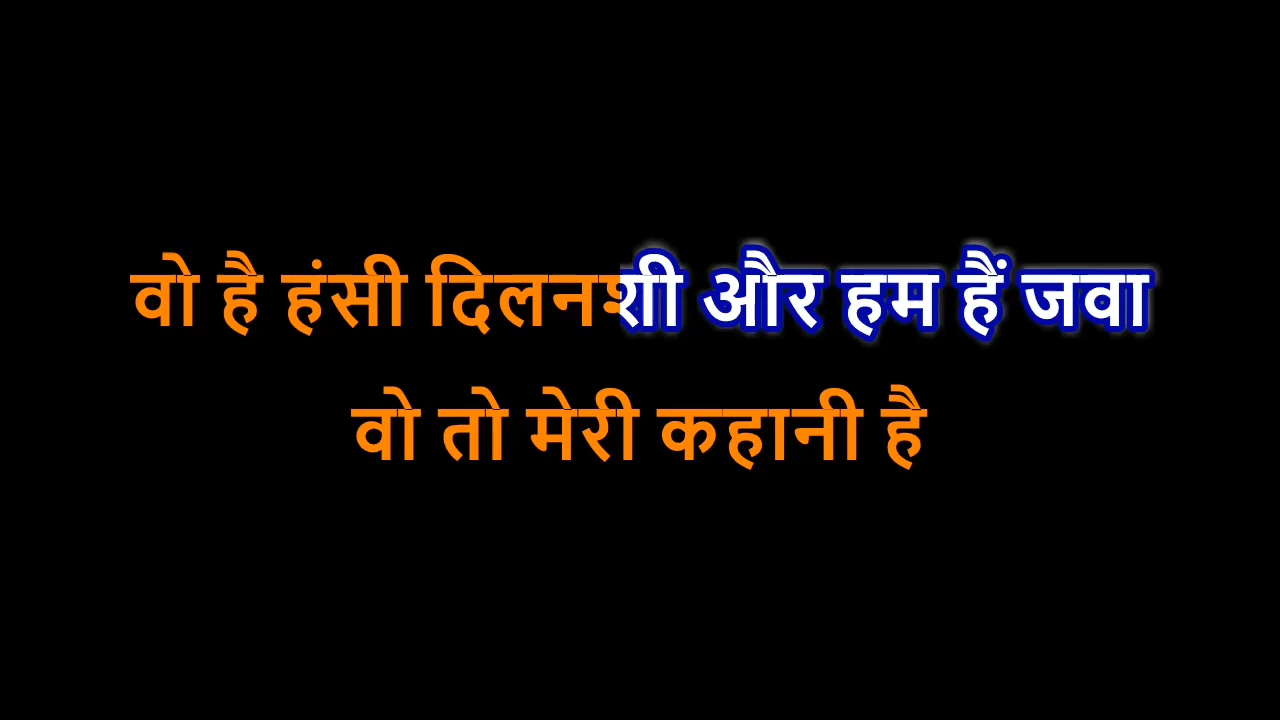 वो है हंसी दिलनशी और हम हैं जवा
वो तो मेरी कहानी है